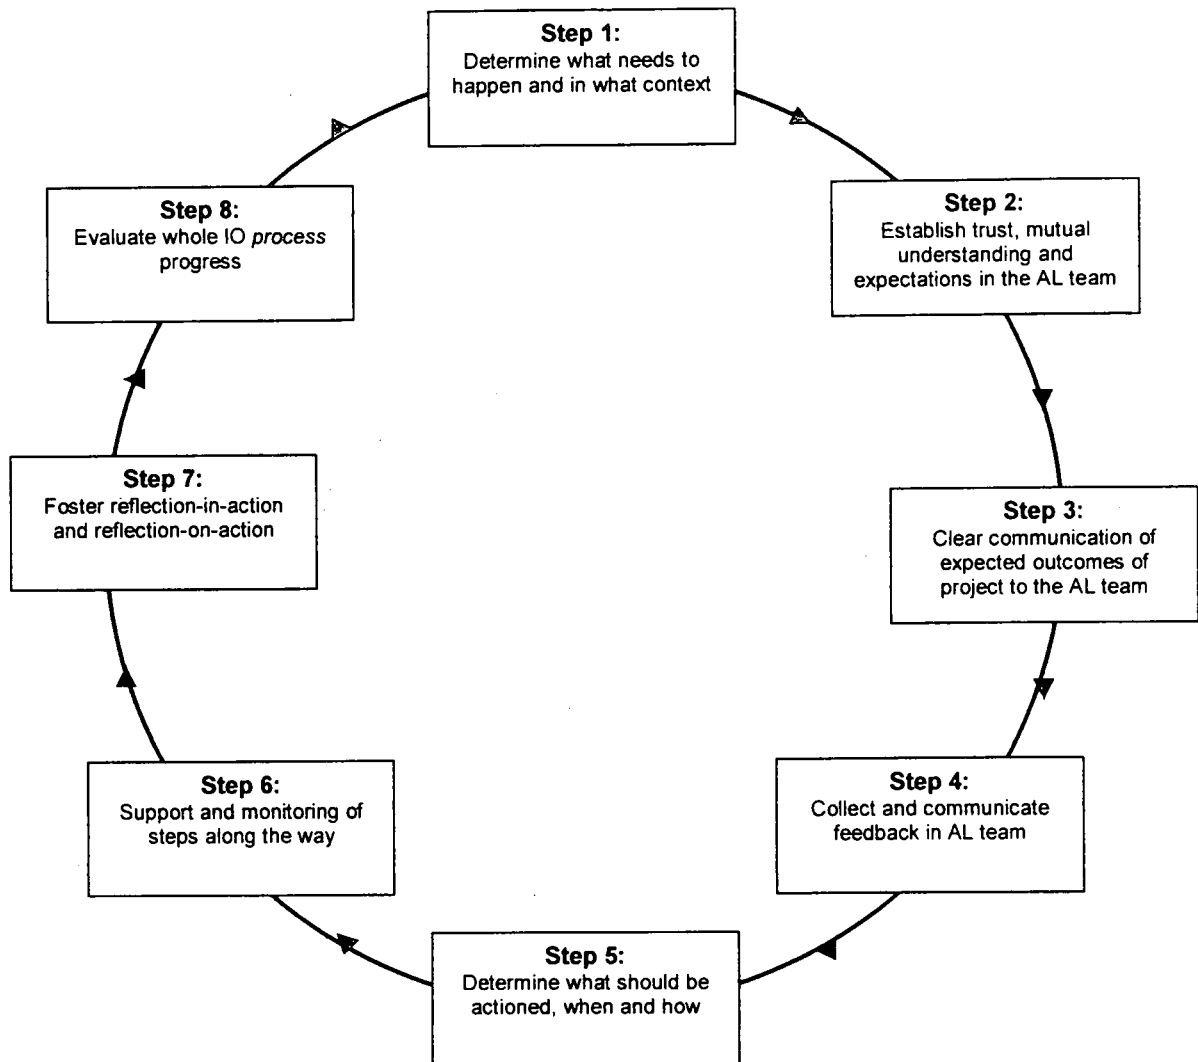 Step 1:
Determine what needs to
happen and in what context
Step 2:
Establish trust, mutual
understanding and
expectations in the AL team
Step 3:
Clear communication of
expected outcomes of
project to the AL team
Step 4:
Collect and communicate
feedback in AL team
Step 5:
Determine what should be
actioned, when and how
Step 6:
Support and monitoring of
steps along the way
Step 7:
Foster reflection-in-action
and reflection-on-action
Step 8:
Evaluate whole IO process
progress